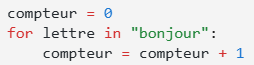 compteur = 0
for lettre in "bonjour":
    compteur = compteur + 1